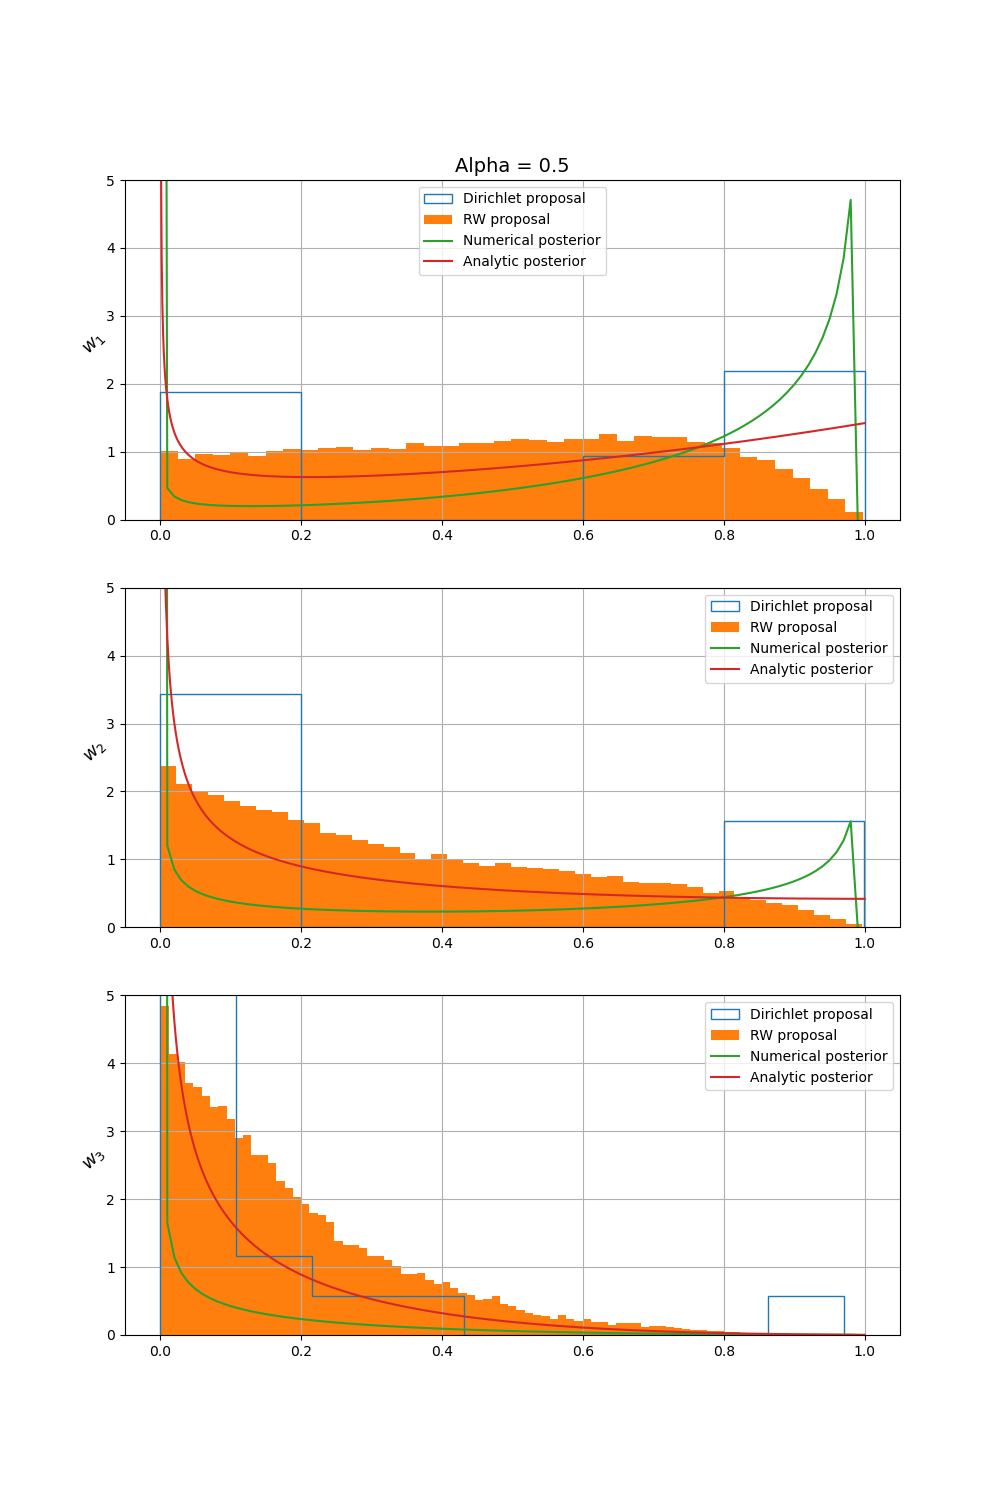 Alpha = 0.5
5
4
3
2
1
0
w1
Dirichlet proposal
RW proposal
Numerical posterior
Analytic posterior
0.0 0.2 0.4 0.6 0.8 1.0
5
4
3
2
1
0
w2
Dirichlet proposal
RW proposal
Numerical posterior
Analytic posterior
0.0 0.2 0.4 0.6 0.8 1.0
5
4
3
2
1
0
w3
Dirichlet proposal
RW proposal
Numerical posterior
Analytic posterior
0.0 0.2 0.4 0.6 0.8 1.0